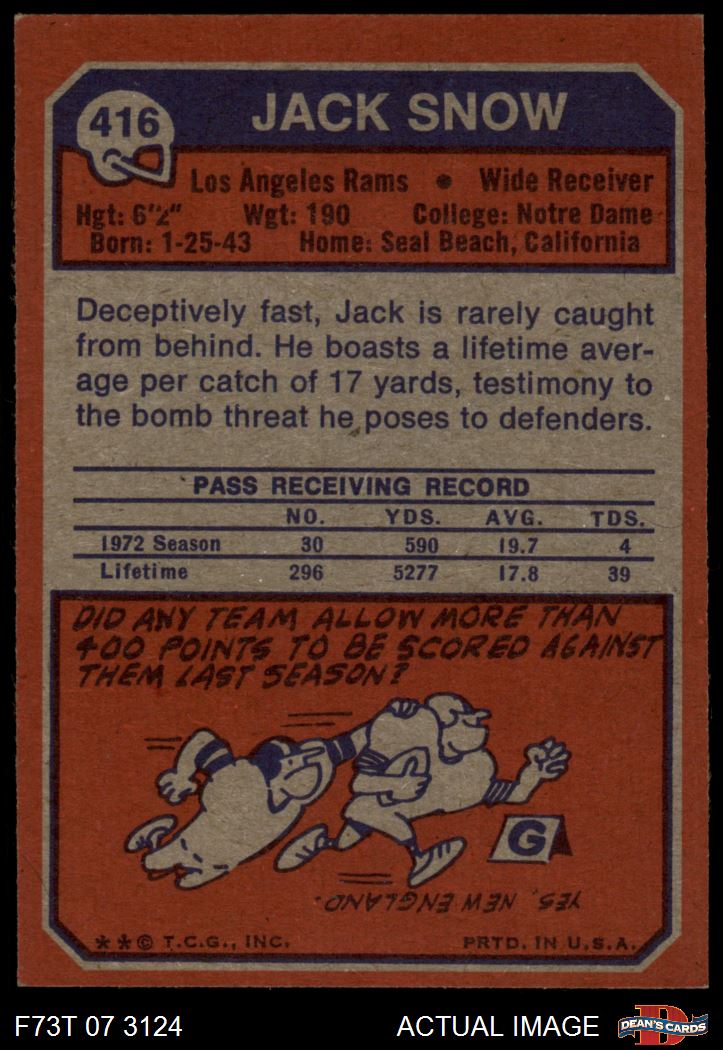 416
JACK SNOW
Los Angeles Rams • Wide Receiver
Hgt: 6'2" Wgt: 190 College: Notre Dame
Born: 1-25-43 Home: Seal Beach, California
Deceptively fast, Jack is rarely caught
from behind. He boasts a lifetime aver-
age per catch of 17 yards, testimony to
the bomb threat he poses to defenders.
PASS RECEIVING RECORD
NO. YDS. AVG. TDS.
1972 Season 30 590 19.7 4
Lifetime 296 5277 17.8 39
DID ANY TEAM ALLOW MORE THAN
400 POINTS TO BE SCORED AGAINST
THEM LAST SEASON?
G
YES, NEW ENGLAND.
**© T.C.G., INC. PRTD. IN U.S.A.
F73T 07 3124 ACTUAL IMAGE D DEAN'S CARDS